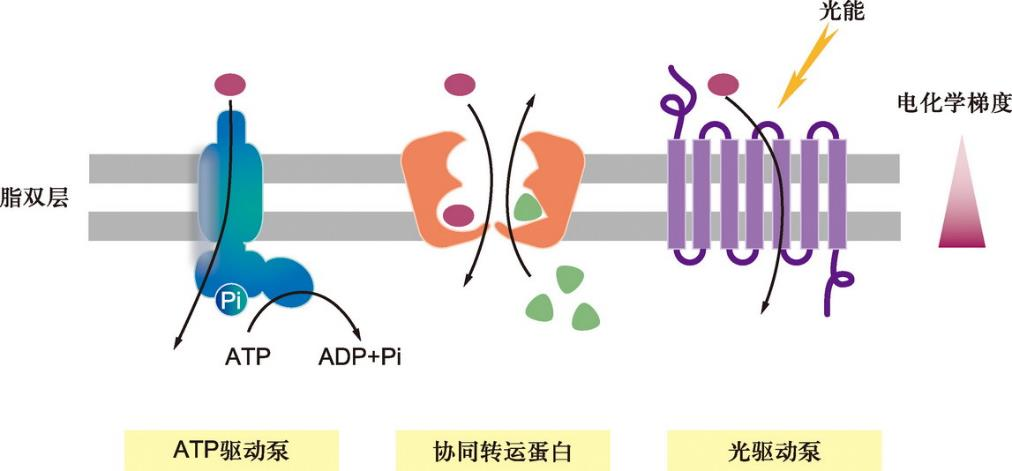 光能
电化学梯度
脂双层
Pi
ATP
ADP+Pi
ATP驱动泵
协同转运蛋白
光驱动泵